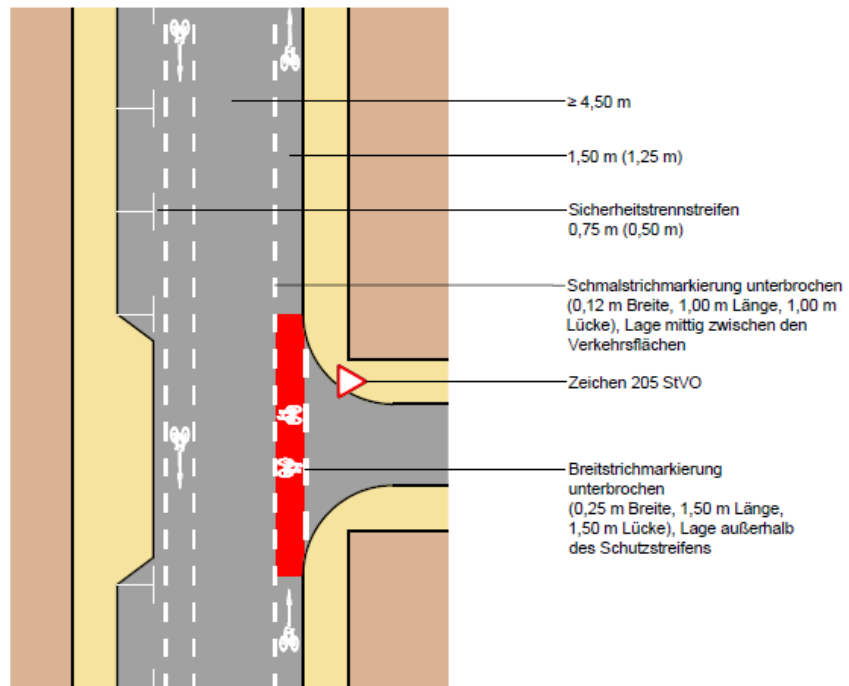 ≥ 4,50 m
1,50 m (1,25 m)
Sicherheitstrennstreifen
0,75 m (0,50 m)
Schmalstrichmarkierung unterbrochen
(0,12 m Breite, 1,00 m Länge, 1,00 m
Lücke), Lage mittig zwischen den
Verkehrsflächen
Zeichen 205 StVO
Breitstrichmarkierung
unterbrochen
(0,25 m Breite, 1,50 m Länge,
1,50 m Lücke), Lage außerhalb
des Schutzstreifens